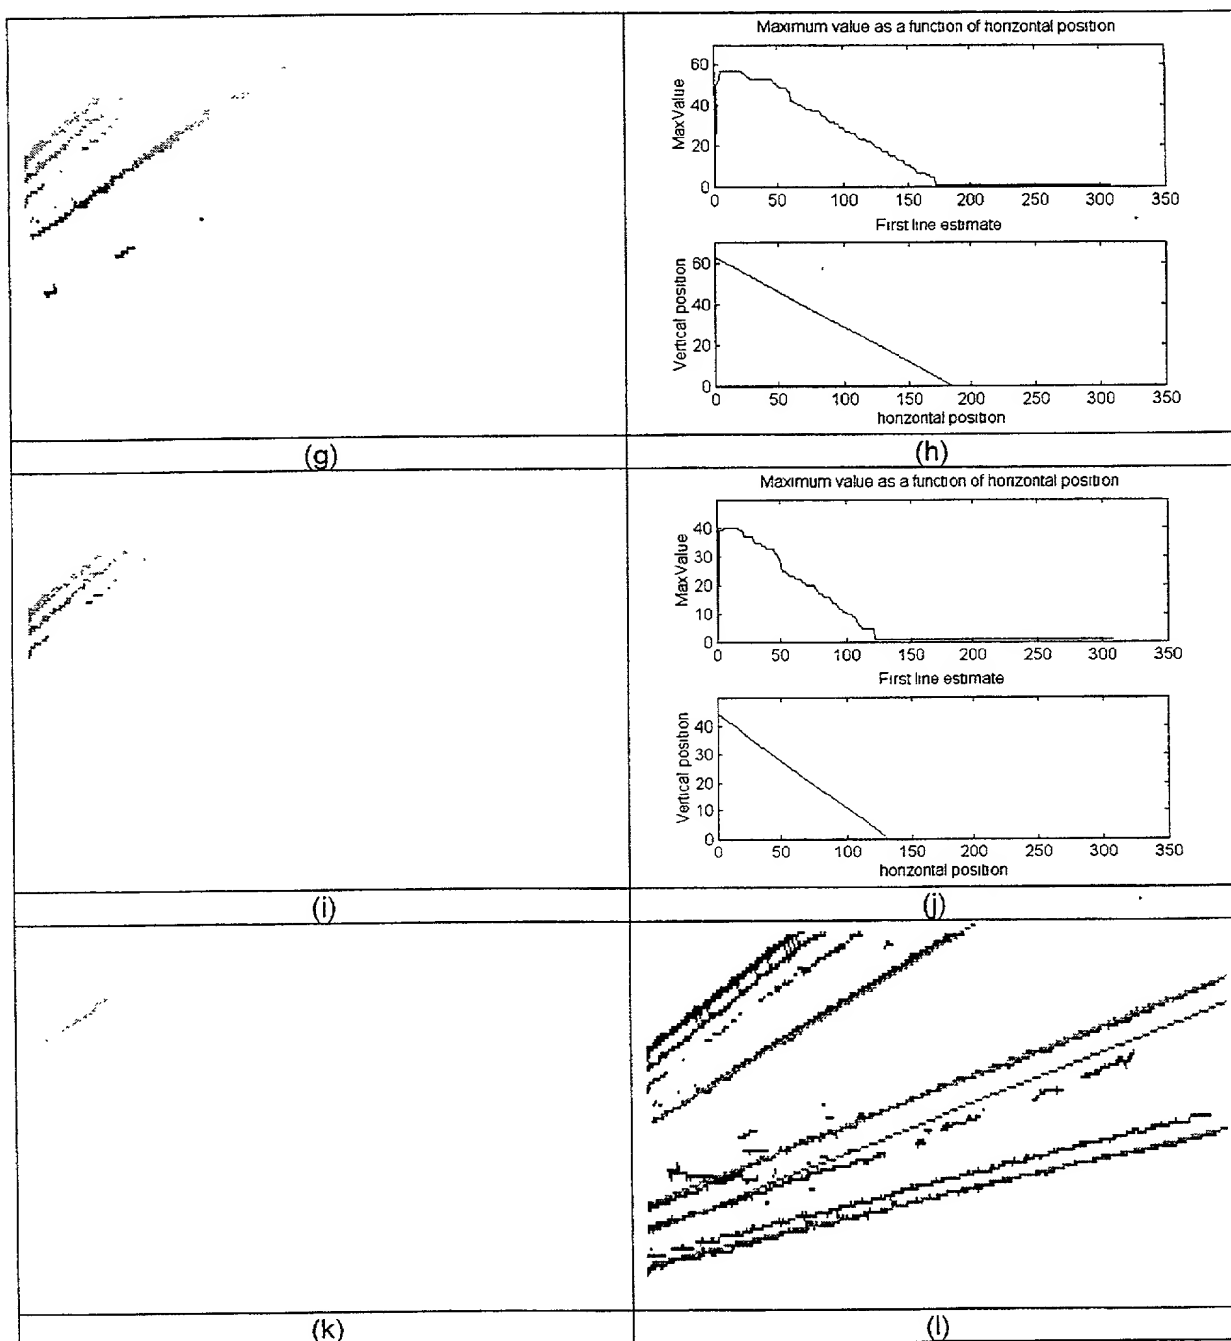 Maximum value as a function of horizontal position
MaxValue
60
40
20
0
0 50 100 150 200 250 300 350
First line estimate
Vertical position
60
40
20
0
0 50 100 150 200 250 300 350
horizontal position
(g) (h)
Maximum value as a function of horizontal position
MaxValue
40
30
20
10
0
0 50 100 150 200 250 300 350
First line estimate
Vertical position
40
30
20
10
0
0 50 100 150 200 250 300 350
horizontal position
(i) (j)
(k) (l)